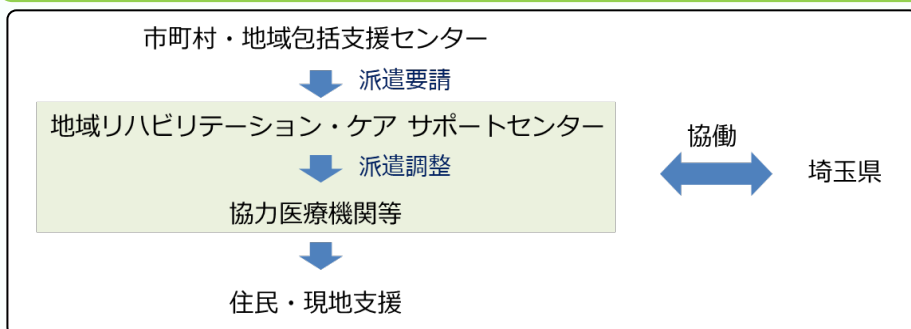 市町村・地域包括支援センター
派遣要請
地域リハビリテーション・ケア サポートセンター
派遣調整
協力医療機関等
住民・現地支援
協働
埼玉県